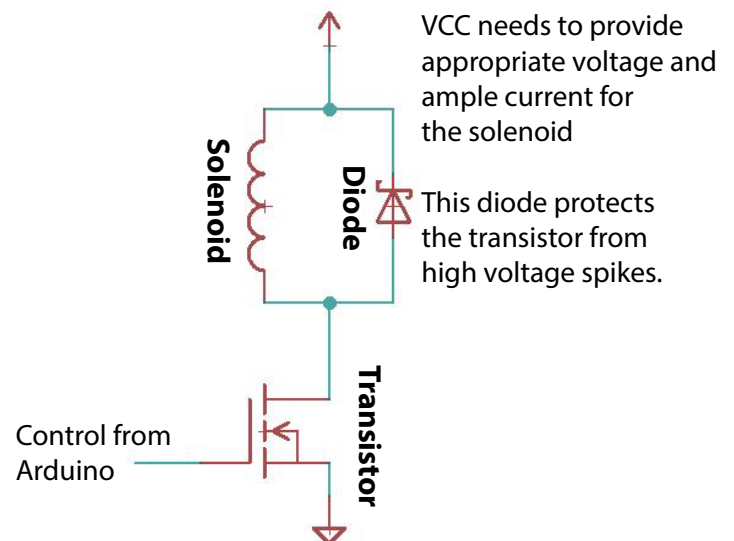 VCC needs to provide
appropriate voltage and
ample current for
the solenoid
Solenoid
Diode
This diode protects
the transistor from
high voltage spikes.
Transistor
Control from
Arduino